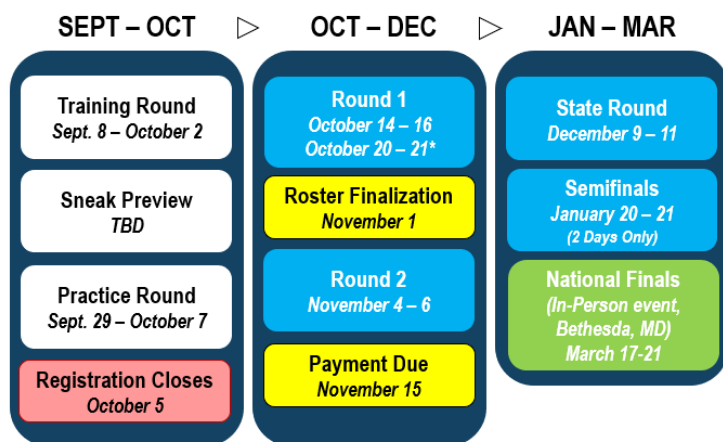 SEPT – OCT
Training Round
Sept. 8 – October 2
Sneak Preview
TBD
Practice Round
Sept. 29 – October 7
Registration Closes
October 5
OCT – DEC
Round 1
October 14 – 16
October 20 – 21*
Roster Finalization
November 1
Round 2
November 4 – 6
Payment Due
November 15
JAN – MAR
State Round
December 9 – 11
Semifinals
January 20 – 21
(2 Days Only)
National Finals
(In-Person event,
Bethesda, MD)
March 17-21